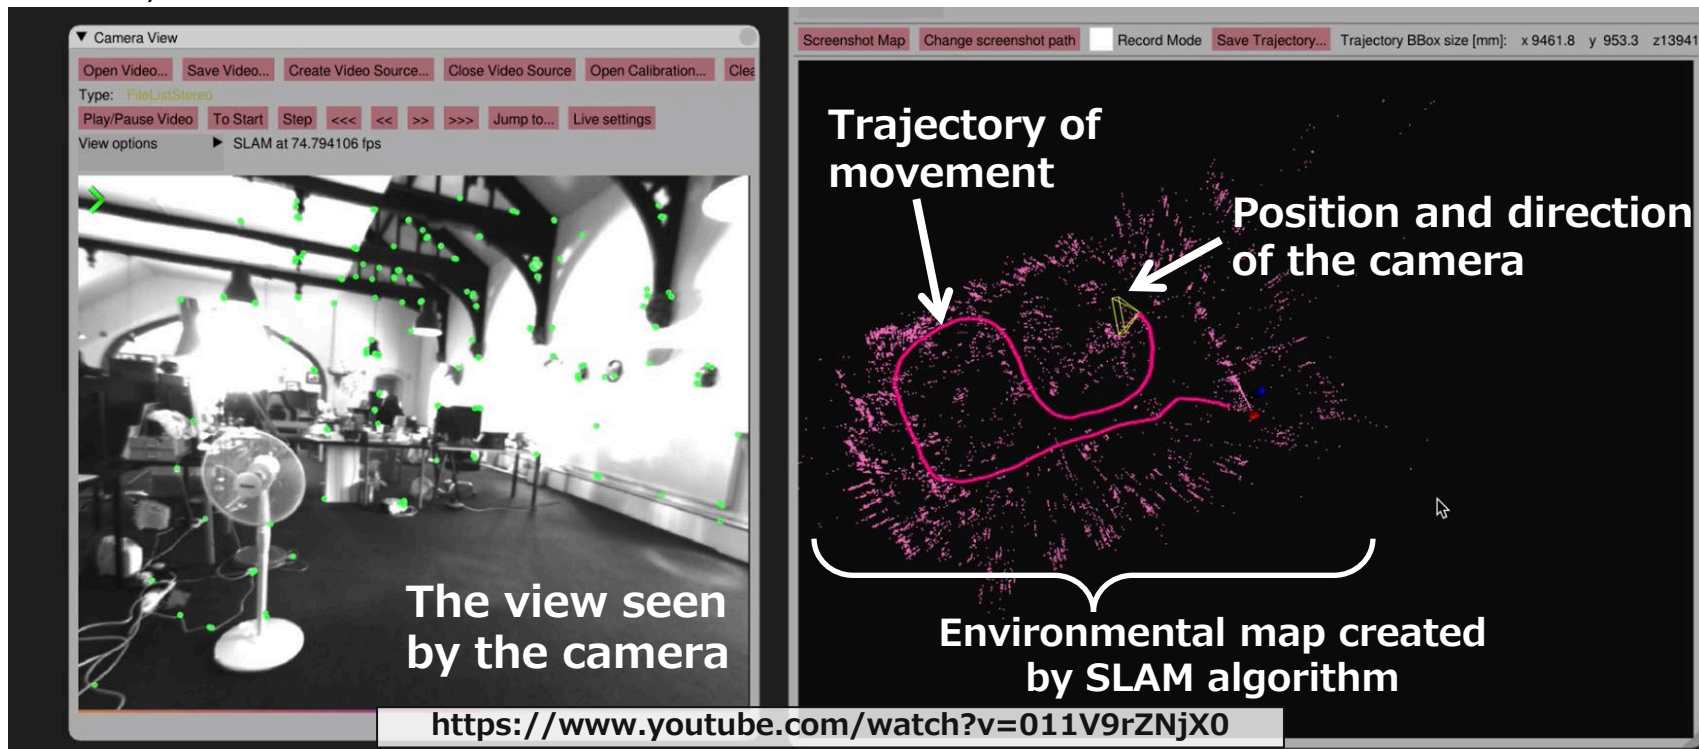 Camera View
Open Video... Save Video... Create Video Source... Close Video Source Open Calibration...
Type: FileListStereo
Play/Pause Video To Start Step <<< << >> >>> Jump to... Live settings
View options ▶ SLAM at 74.794106 fps
The view seen
by the camera
Screenshot Map Change screenshot path Record Mode Save Trajectory... Trajectory BBox size [mm]: x 9461.8 y 953.3 z13941
Trajectory of
movement
Position and direction
of the camera
Environmental map created
by SLAM algorithm
https://www.youtube.com/watch?v=011V9rZNjX0